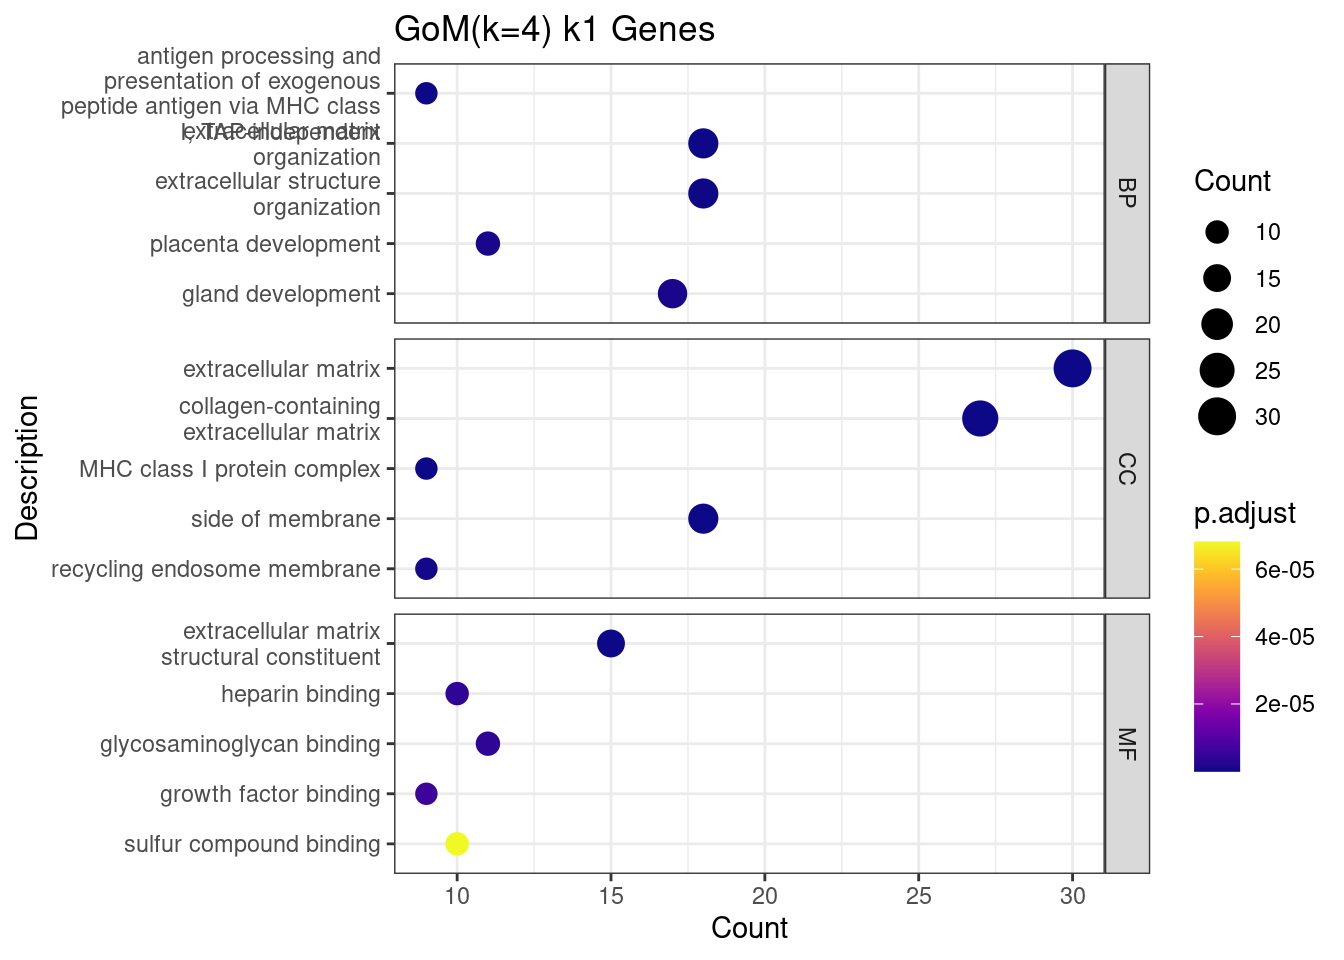 GoM(k=4) k1 Genes
antigen processing and
presentation of exogenous
peptide antigen via MHC class
I, TAP-independent
extracellular matrix
organization
extracellular structure
organization
placenta development
gland development
BP
extracellular matrix
collagen-containing
extracellular matrix
MHC class I protein complex
side of membrane
recycling endosome membrane
CC
extracellular matrix
structural constituent
heparin binding
glycosaminoglycan binding
growth factor binding
sulfur compound binding
MF
10 15 20 25 30
Count
Description
Count
10
15
20
25
30
p.adjust
6e-05
4e-05
2e-05